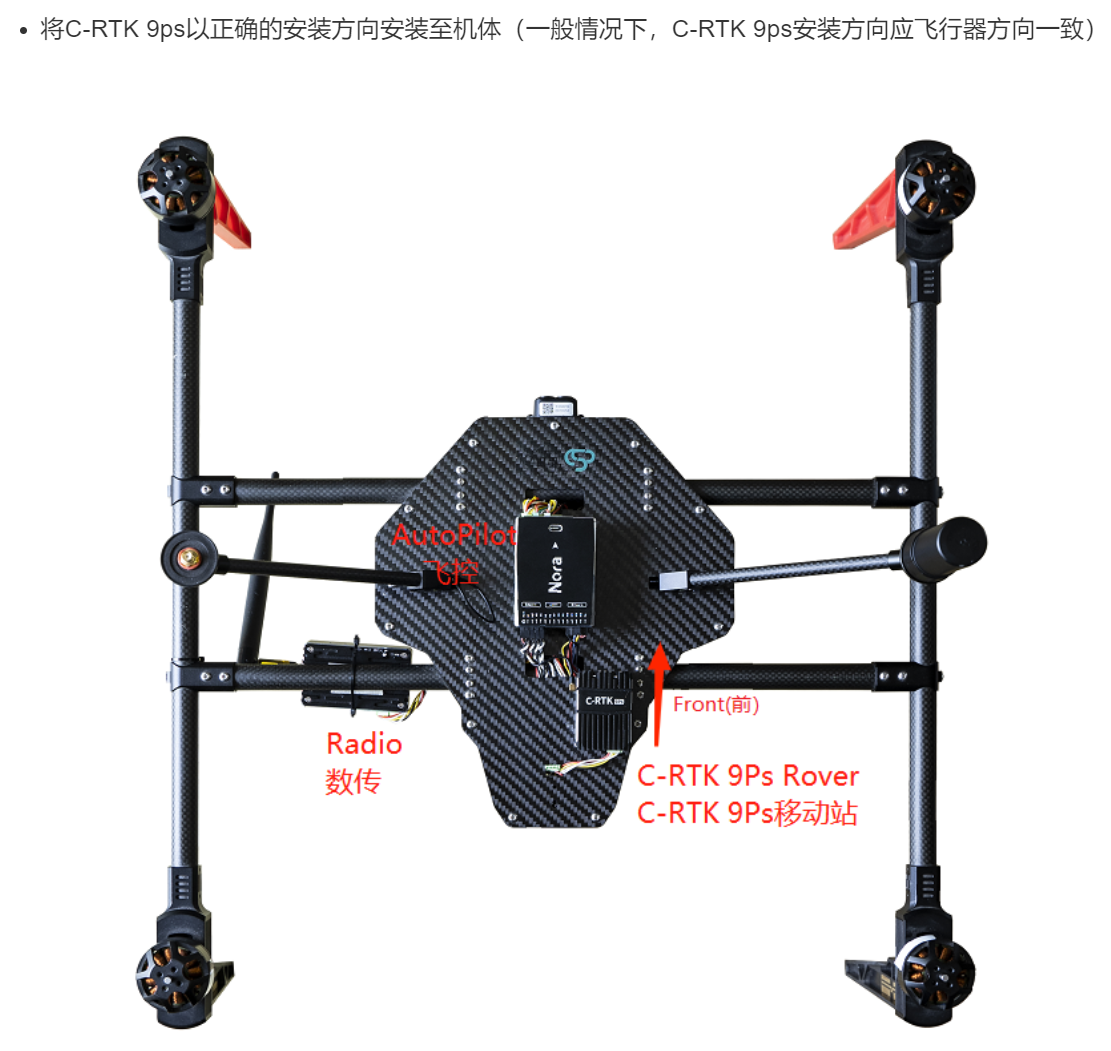 将C-RTK 9ps以正确的安装方向安装至机体（一般情况下，C-RTK 9ps安装方向应飞行器方向一致）
AutoPilot
飞控
Nora
C-RTK 9Ps
Front(前)
Radio
数传
C-RTK 9Ps Rover
C-RTK 9Ps移动站